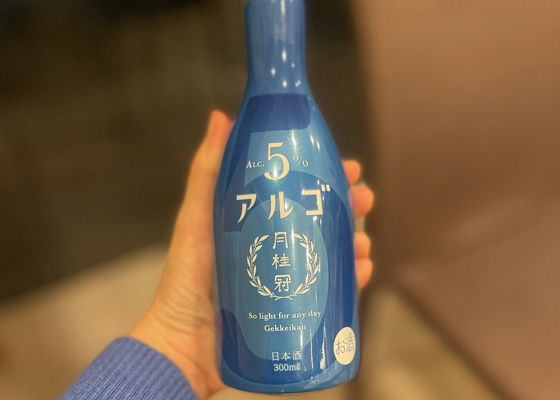 ALC. 5%
アルゴ
月桂冠
So light for any day
Gekkeikan
お酒
日本酒
300mℓ